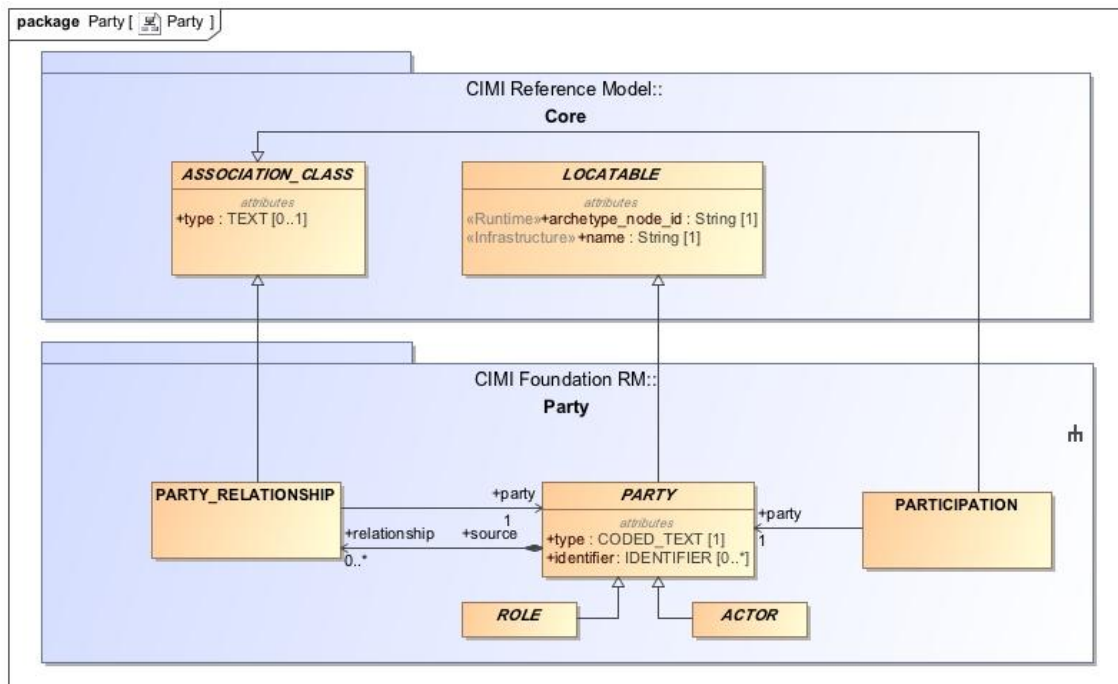 package Party [ Party ]
CIMI Reference Model::
Core
ASSOCIATION_CLASS
attributes
+type : TEXT [0..1]
LOCATABLE
attributes
«Runtime»+archetype_node_id : String [1]
«Infrastructure»+name : String [1]
CIMI Foundation RM::
Party
PARTY_RELATIONSHIP
+party
1
+relationship
+source
0..*
PARTY
attributes
+type : CODED_TEXT [1]
+identifier : IDENTIFIER [0..*]
+party
1
PARTICIPATION
ROLE
ACTOR